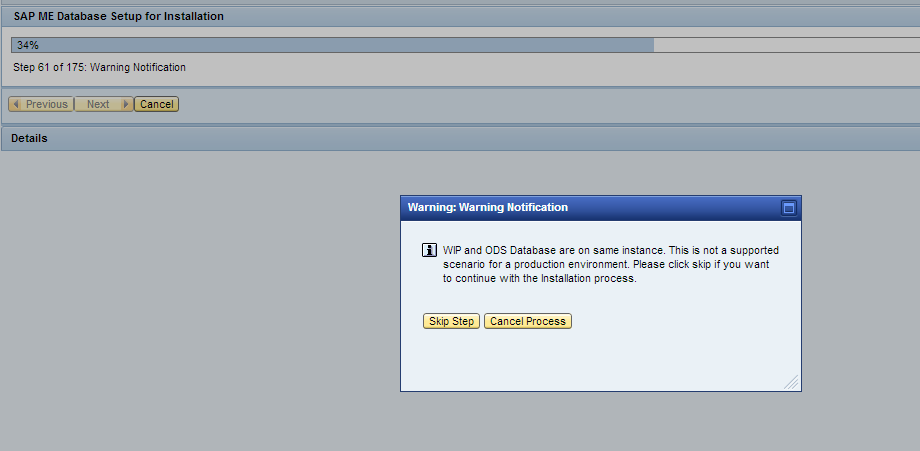 SAP ME Database Setup for Installation
34%
Step 61 of 175: Warning Notification
Previous Next Cancel
Details
Warning: Warning Notification
WIP and ODS Database are on same instance. This is not a supported
scenario for a production environment. Please click skip if you want
to continue with the Installation process.
Skip Step Cancel Process